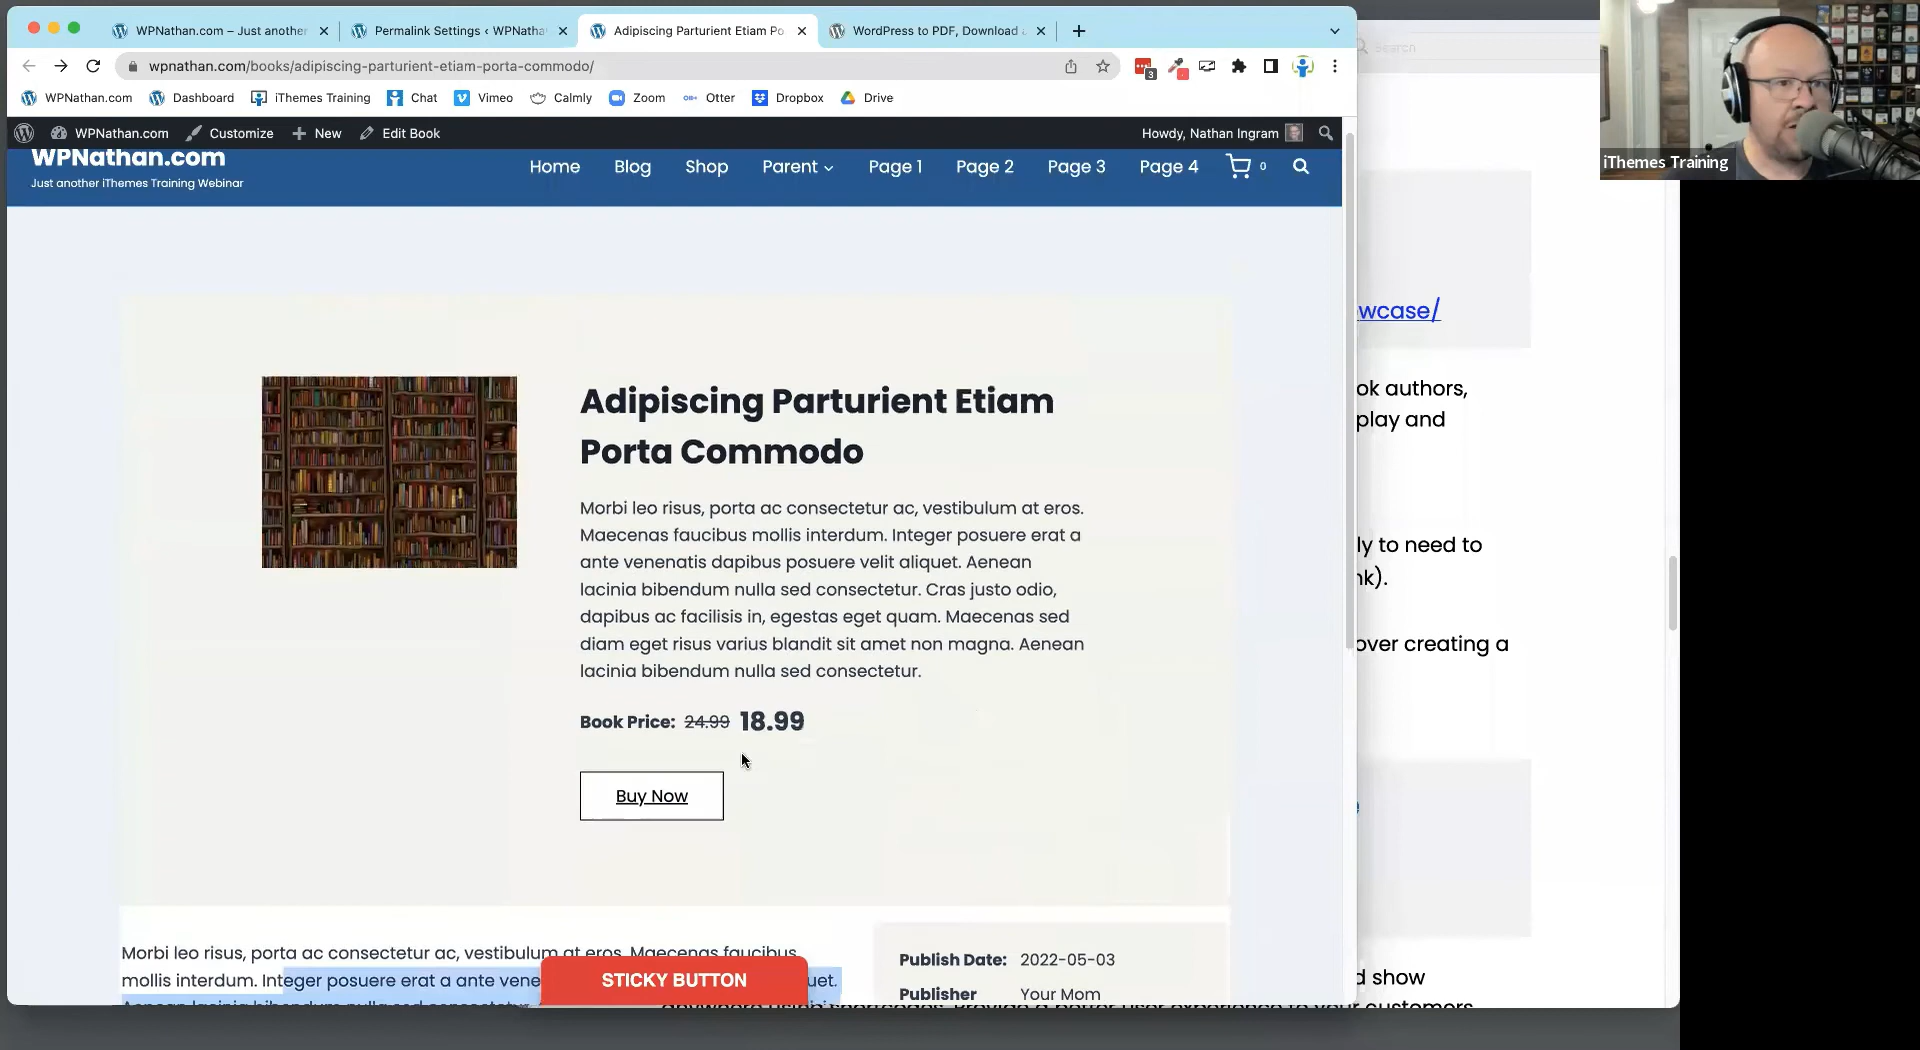 WPNathan.com – Just another
Permalink Settings ‹ WPNatha
Adipiscing Parturient Etiam Po
WordPress to PDF, Download
wpnathan.com/books/adipiscing-parturient-etiam-porta-commodo/
3
WPNathan.com
Dashboard
iThemes Training
Chat
Vimeo
Calmly
Zoom
Otter
Dropbox
Drive
WPNathan.com
Customize
New
Edit Book
Howdy, Nathan Ingram
WPNathan.com
Just another iThemes Training Webinar
Home
Blog
Shop
Parent
Page 1
Page 2
Page 3
Page 4
0
Adipiscing Parturient Etiam
Porta Commodo
Morbi leo risus, porta ac consectetur ac, vestibulum at eros.
Maecenas faucibus mollis interdum. Integer posuere erat a
ante venenatis dapibus posuere velit aliquet. Aenean
lacinia bibendum nulla sed consectetur. Cras justo odio,
dapibus ac facilisis in, egestas eget quam. Maecenas sed
diam eget risus varius blandit sit amet non magna. Aenean
lacinia bibendum nulla sed consectetur.
Book Price: 24.99 18.99
Buy Now
Morbi leo risus, porta ac consectetur ac, vestibulum at eros. Maecenas faucibus
mollis interdum. Integer posuere erat a ante vene
uet.
STICKY BUTTON
Publish Date: 2022-05-03
Publisher Your Mom
Search
iThemes Training
wcase/
ok authors,
play and
ly to need to
nk).
over creating a
d show